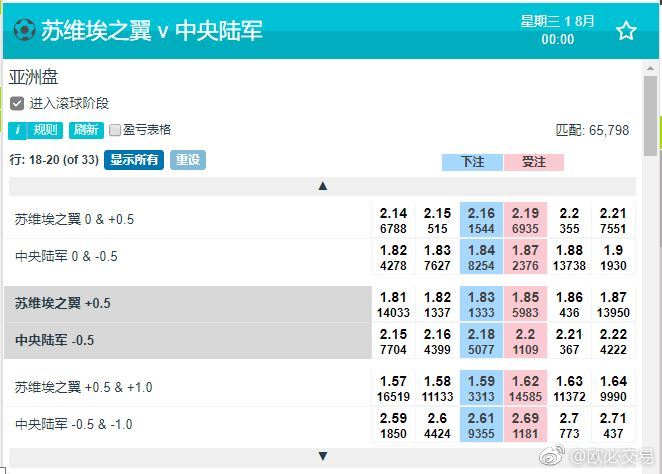 苏维埃之翼 v 中央陆军
星期三 1 8月
00:00
亚洲盘
进入滚球阶段
i 规则 刷新 盈亏表格 匹配: 65,798
行: 18-20 (of 33) 显示所有 重设 下注 受注
苏维埃之翼 0 & +0.5 2.14 2.15 2.16 2.19 2.2 2.21
6788 515 1544 6935 355 7551
中央陆军 0 & -0.5 1.82 1.83 1.84 1.87 1.88 1.9
4278 7627 8254 2376 13738 1930
苏维埃之翼 +0.5 1.81 1.82 1.83 1.85 1.86 1.87
14033 1337 1333 5983 436 13950
中央陆军 -0.5 2.15 2.16 2.18 2.2 2.21 2.22
7704 4399 5077 1109 367 4222
苏维埃之翼 +0.5 & +1.0 1.57 1.58 1.59 1.62 1.63 1.64
16519 11133 3313 14585 11372 9990
中央陆军 -0.5 & -1.0 2.59 2.6 2.61 2.69 2.7 2.71
1850 4424 9355 1181 773 437
@欧必交易